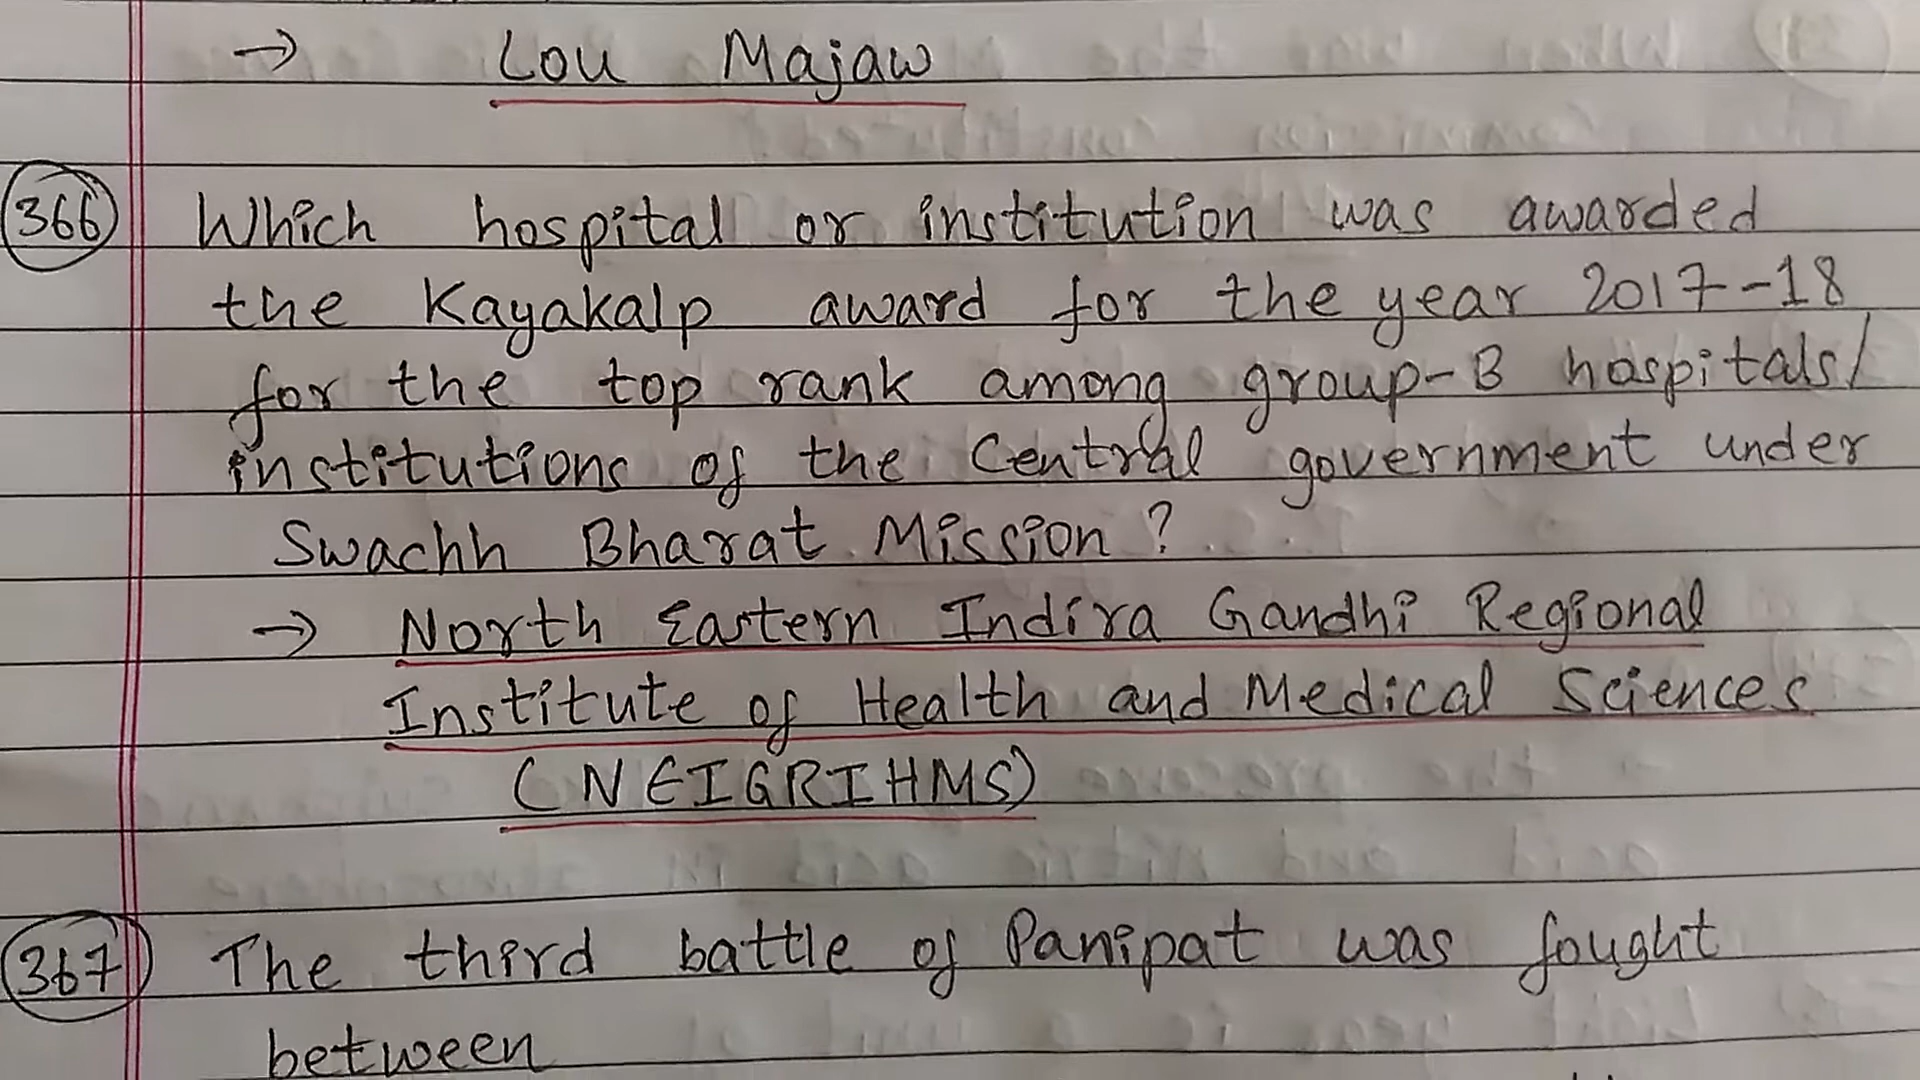 → Lou Majaw
366 Which hospital or institution was awarded
the Kayakalp award for the year 2017-18
for the top rank among group-B hospitals/
institutions of the Central government under
Swachh Bharat Mission?
→ North Eastern Indira Gandhi Regional
Institute of Health and Medical Sciences
(NEIGRIHMS)
367 The third battle of Panipat was fought
between